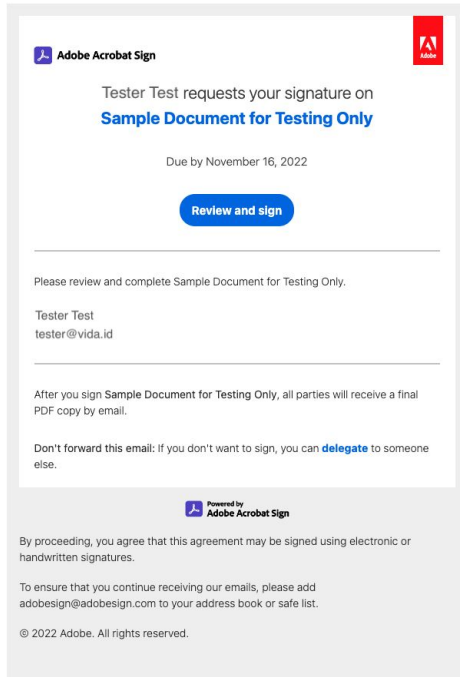 Adobe Acrobat Sign
Adobe
Tester Test requests your signature on
Sample Document for Testing Only
Due by November 16, 2022
Review and sign
Please review and complete Sample Document for Testing Only.
Tester Test
tester@vida.id
After you sign Sample Document for Testing Only, all parties will receive a final
PDF copy by email.
Don't forward this email: If you don't want to sign, you can delegate to someone
else.
Powered by
Adobe Acrobat Sign
By proceeding, you agree that this agreement may be signed using electronic or
handwritten signatures.
To ensure that you continue receiving our emails, please add
adobesign@adobesign.com to your address book or safe list.
© 2022 Adobe. All rights reserved.